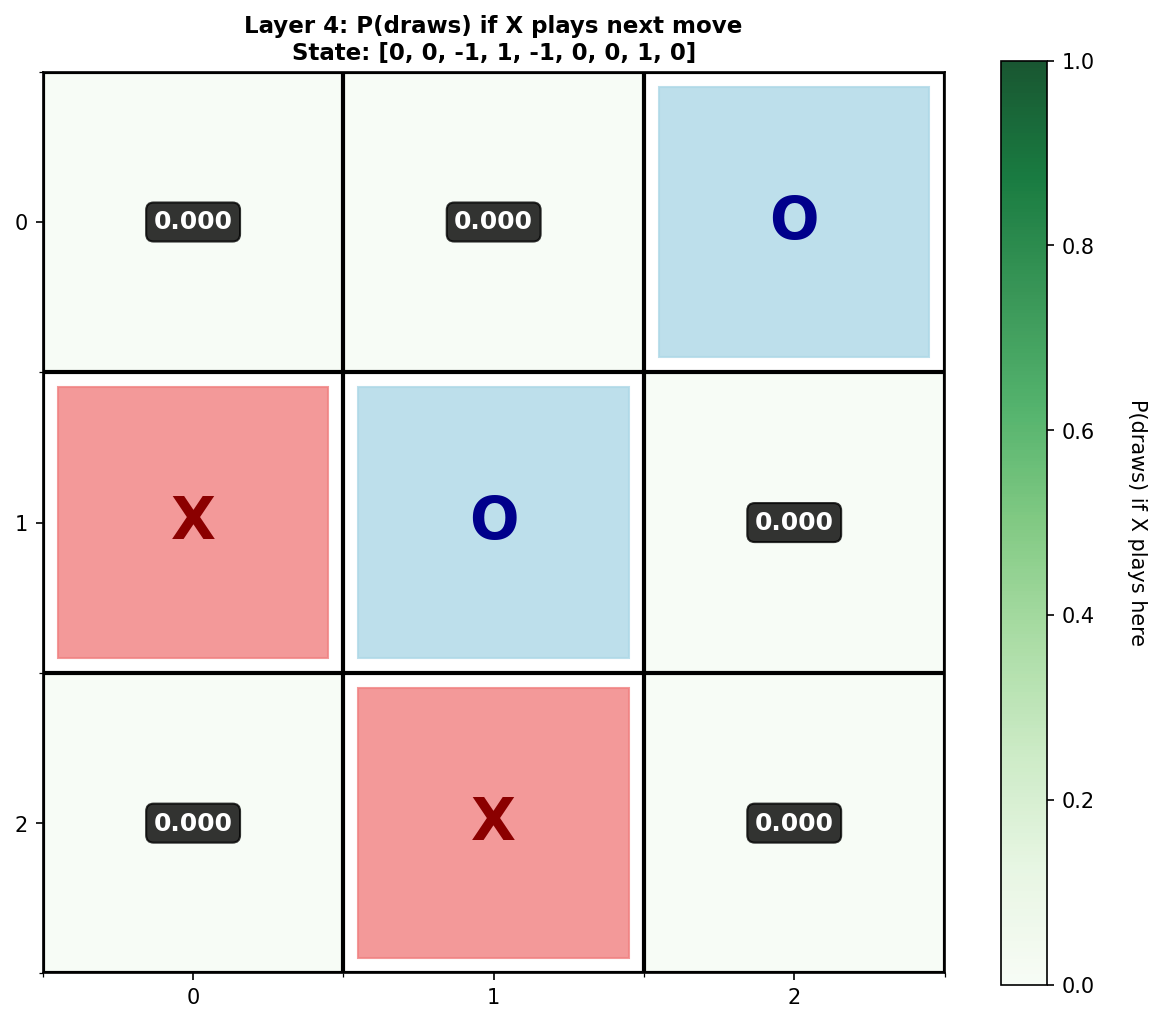 Layer 4: P(draws) if X plays next move
State: [0, 0, -1, 1, -1, 0, 0, 1, 0]
0
0.000
0.000
O
1
X
O
0.000
2
0.000
X
0.000
0
1
2
1.0
0.8
0.6
0.4
0.2
0.0
P(draws) if X plays here